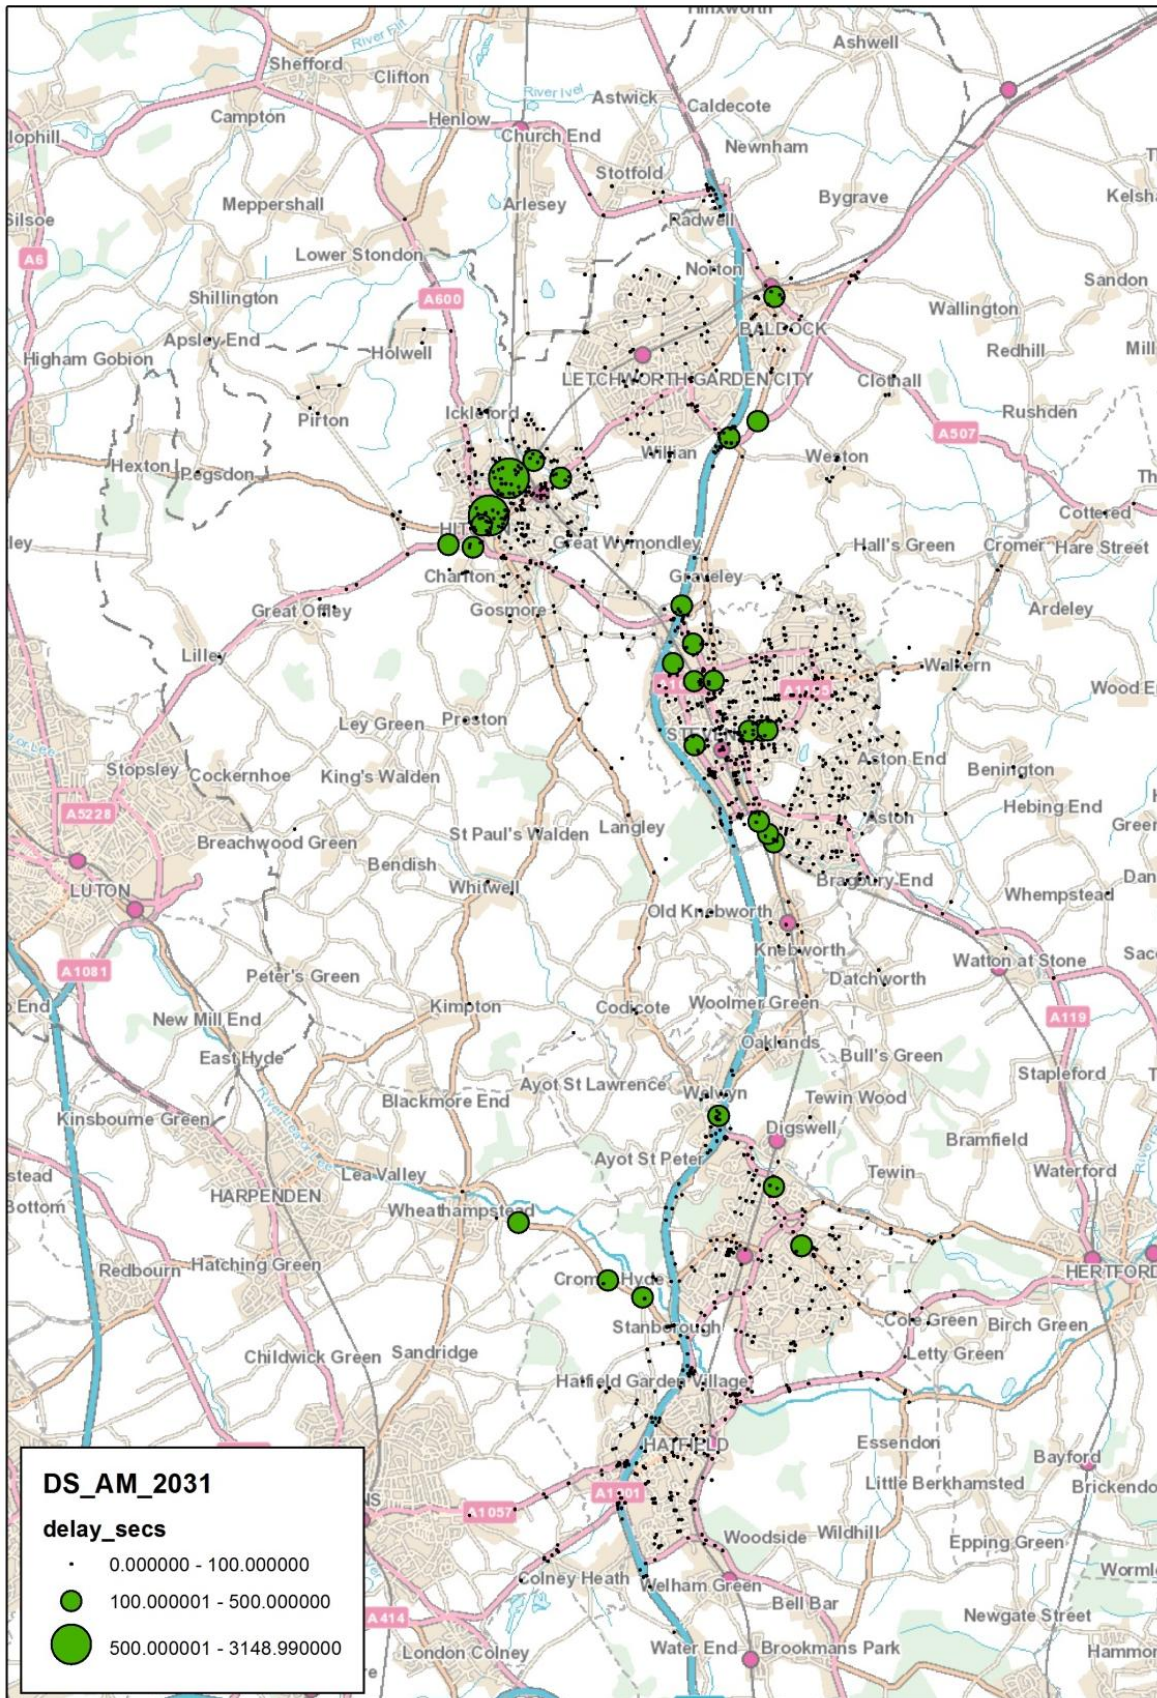 Ashwell
River Flit
Shefford
Clifton
River Ivel
Astwick
Caldecote
Campton
Henlow
Church End
Newnham
Stotfold
Bygrave
Meppershall
Arlesey
Radwell
Silsoe
A6
Lower Stondon
Norton
Sandon
A600
Shillington
Wallington
BALDOCK
Apsley End
Holwell
Redhill
Higham Gobion
LETCHWORTH GARDEN CITY
Clothall
Ickleford
Rushden
Pirton
A507
Willian
Weston
Hexton
Pegsdon
Cottered
Great Wymondley
Hall's Green
Cromer
Hare Street
Charlton
Graveley
Great Offley
Gosmore
Ardeley
Lilley
Walkern
Ley Green
Preston
Stopsley
Cockernhoe
King's Walden
Aston End
Benington
Hebing End
A5228
St Paul's Walden
Langley
Aston
Breachwood Green
Bendish
LUTON
Whitwell
Bragbury End
Whempstead
Old Knebworth
Knebworth
A1081
Peter's Green
Datchworth
Watton at Stone
Kimpton
Codicote
Woolmer Green
New Mill End
A119
East Hyde
Oaklands
Bull's Green
Ayot St Lawrence
Welwyn
Stapleford
Blackmore End
Tewin Wood
Kinsbourne Green
Digswell
Bramfield
Ayot St Peter
Lea Valley
Tewin
Waterford
HARPENDEN
Wheathampstead
Redbourn
Hatching Green
Cromer Hyde
HERTFORD
Stanborough
Cole Green
Birch Green
Childwick Green
Sandridge
Letty Green
Hatfield Garden Village
HATFIELD
Essendon
Bayford
Little Berkhamsted
A1001
A1057
Woodside
Wildhill
Epping Green
Colney Heath
Welham Green
Bell Bar
Newgate Street
A414
London Colney
Water End
Brookmans Park
DS_AM_2031
delay_secs
0.000000 - 100.000000
100.000001 - 500.000000
500.000001 - 3148.990000